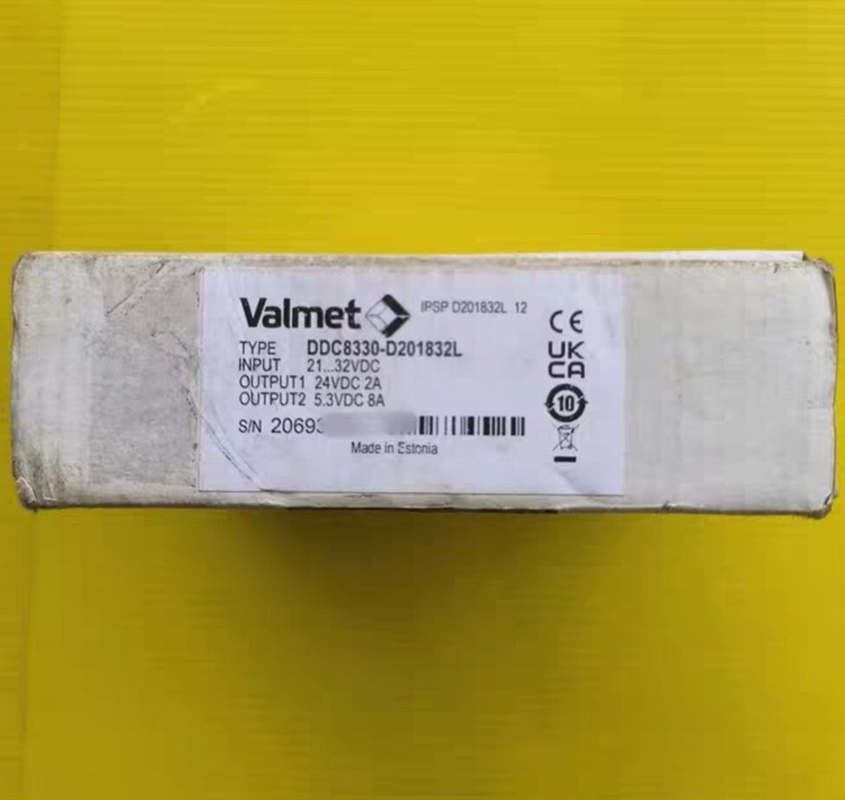 Valmet
IPSP D201832L 12
TYPE DDC8330-D201832L
INPUT 21...32VDC
OUTPUT1 24VDC 2A
OUTPUT2 5.3VDC 8A
S/N 20693
Made in Estonia
CE
UK
CA
10